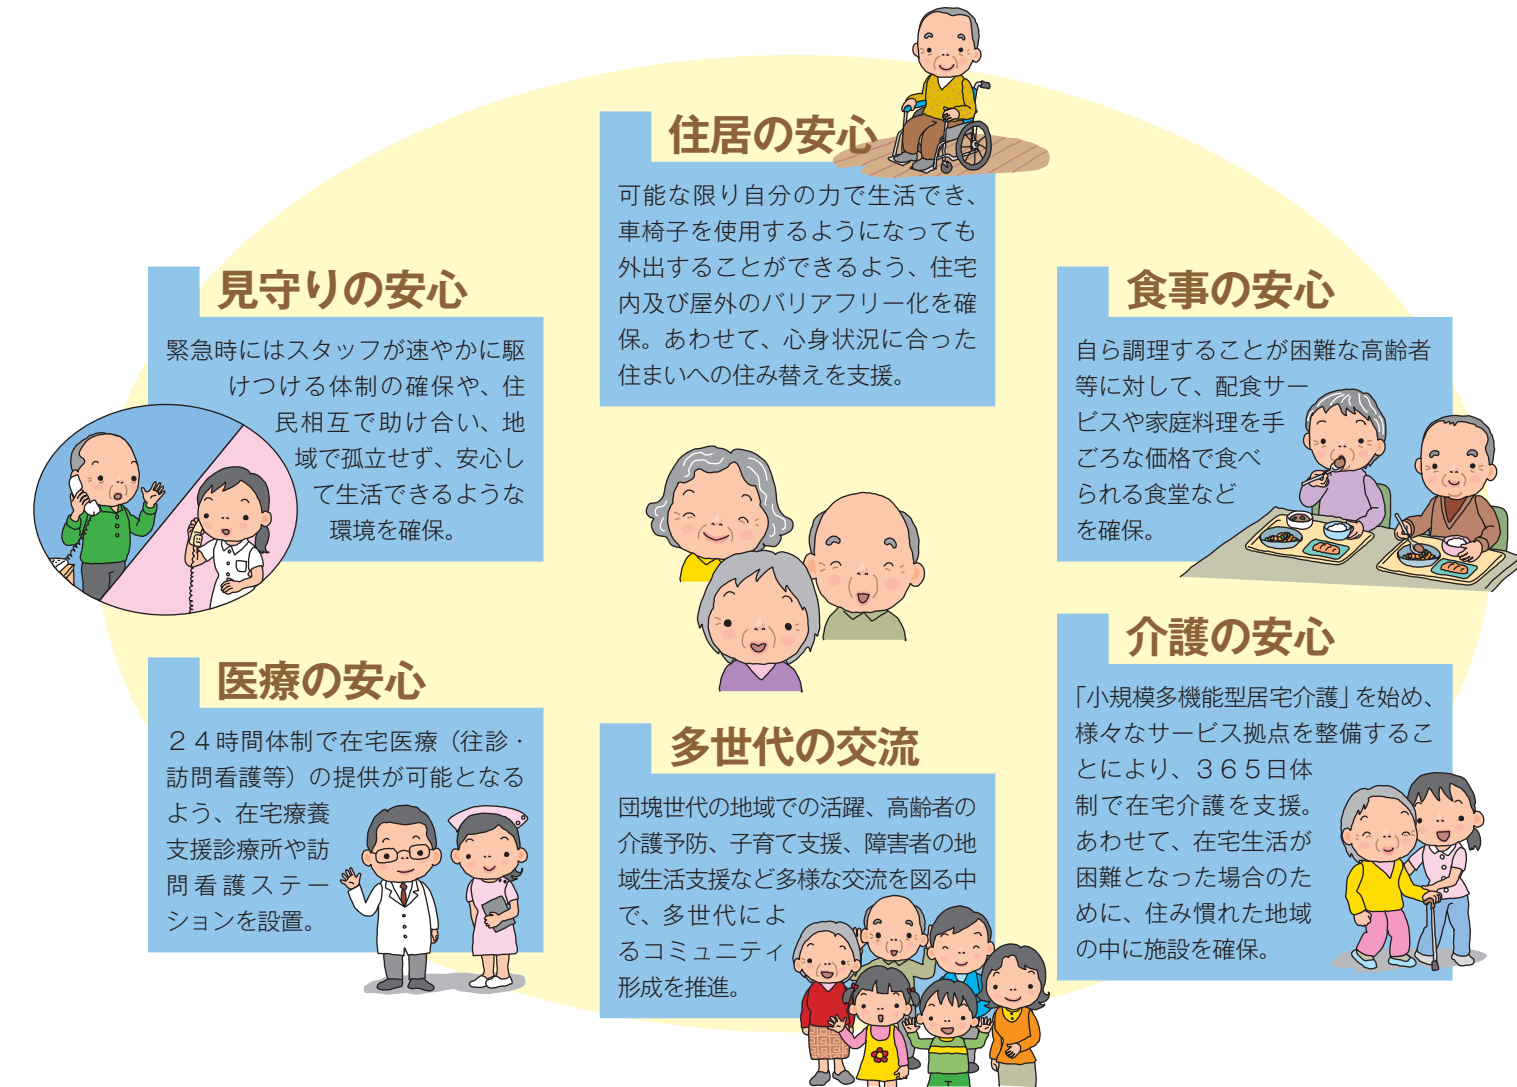 住居の安心
可能な限り自分の力で生活でき、
車椅子を使用するようになっても
外出することができるよう、住宅
内及び屋外のバリアフリー化を確
保。あわせて、心身状況に合った
住まいへの住み替えを支援。
見守りの安心
緊急時にはスタッフが速やかに駆
けつける体制の確保や、住
民相互で助け合い、地
域で孤立せず、安心し
て生活できるような
環境を確保。
食事の安心
自ら調理することが困難な高齢者
等に対して、配食サー
ビスや家庭料理を手
ごろな価格で食べ
られる食堂など
を確保。
医療の安心
２４時間体制で在宅医療（往診・
訪問看護等）の提供が可能となる
よう、在宅療養
支援診療所や訪
問看護ステー
ションを設置。
多世代の交流
団塊世代の地域での活躍、高齢者の
介護予防、子育て支援、障害者の地
域生活支援など多様な交流を図る中
で、多世代によ
るコミュニティ
形成を推進。
介護の安心
「小規模多機能型居宅介護」を始め、
様々なサービス拠点を整備するこ
とにより、３６５日体
制で在宅介護を支援。
あわせて、在宅生活が
困難となった場合のた
めに、住み慣れた地域
の中に施設を確保。